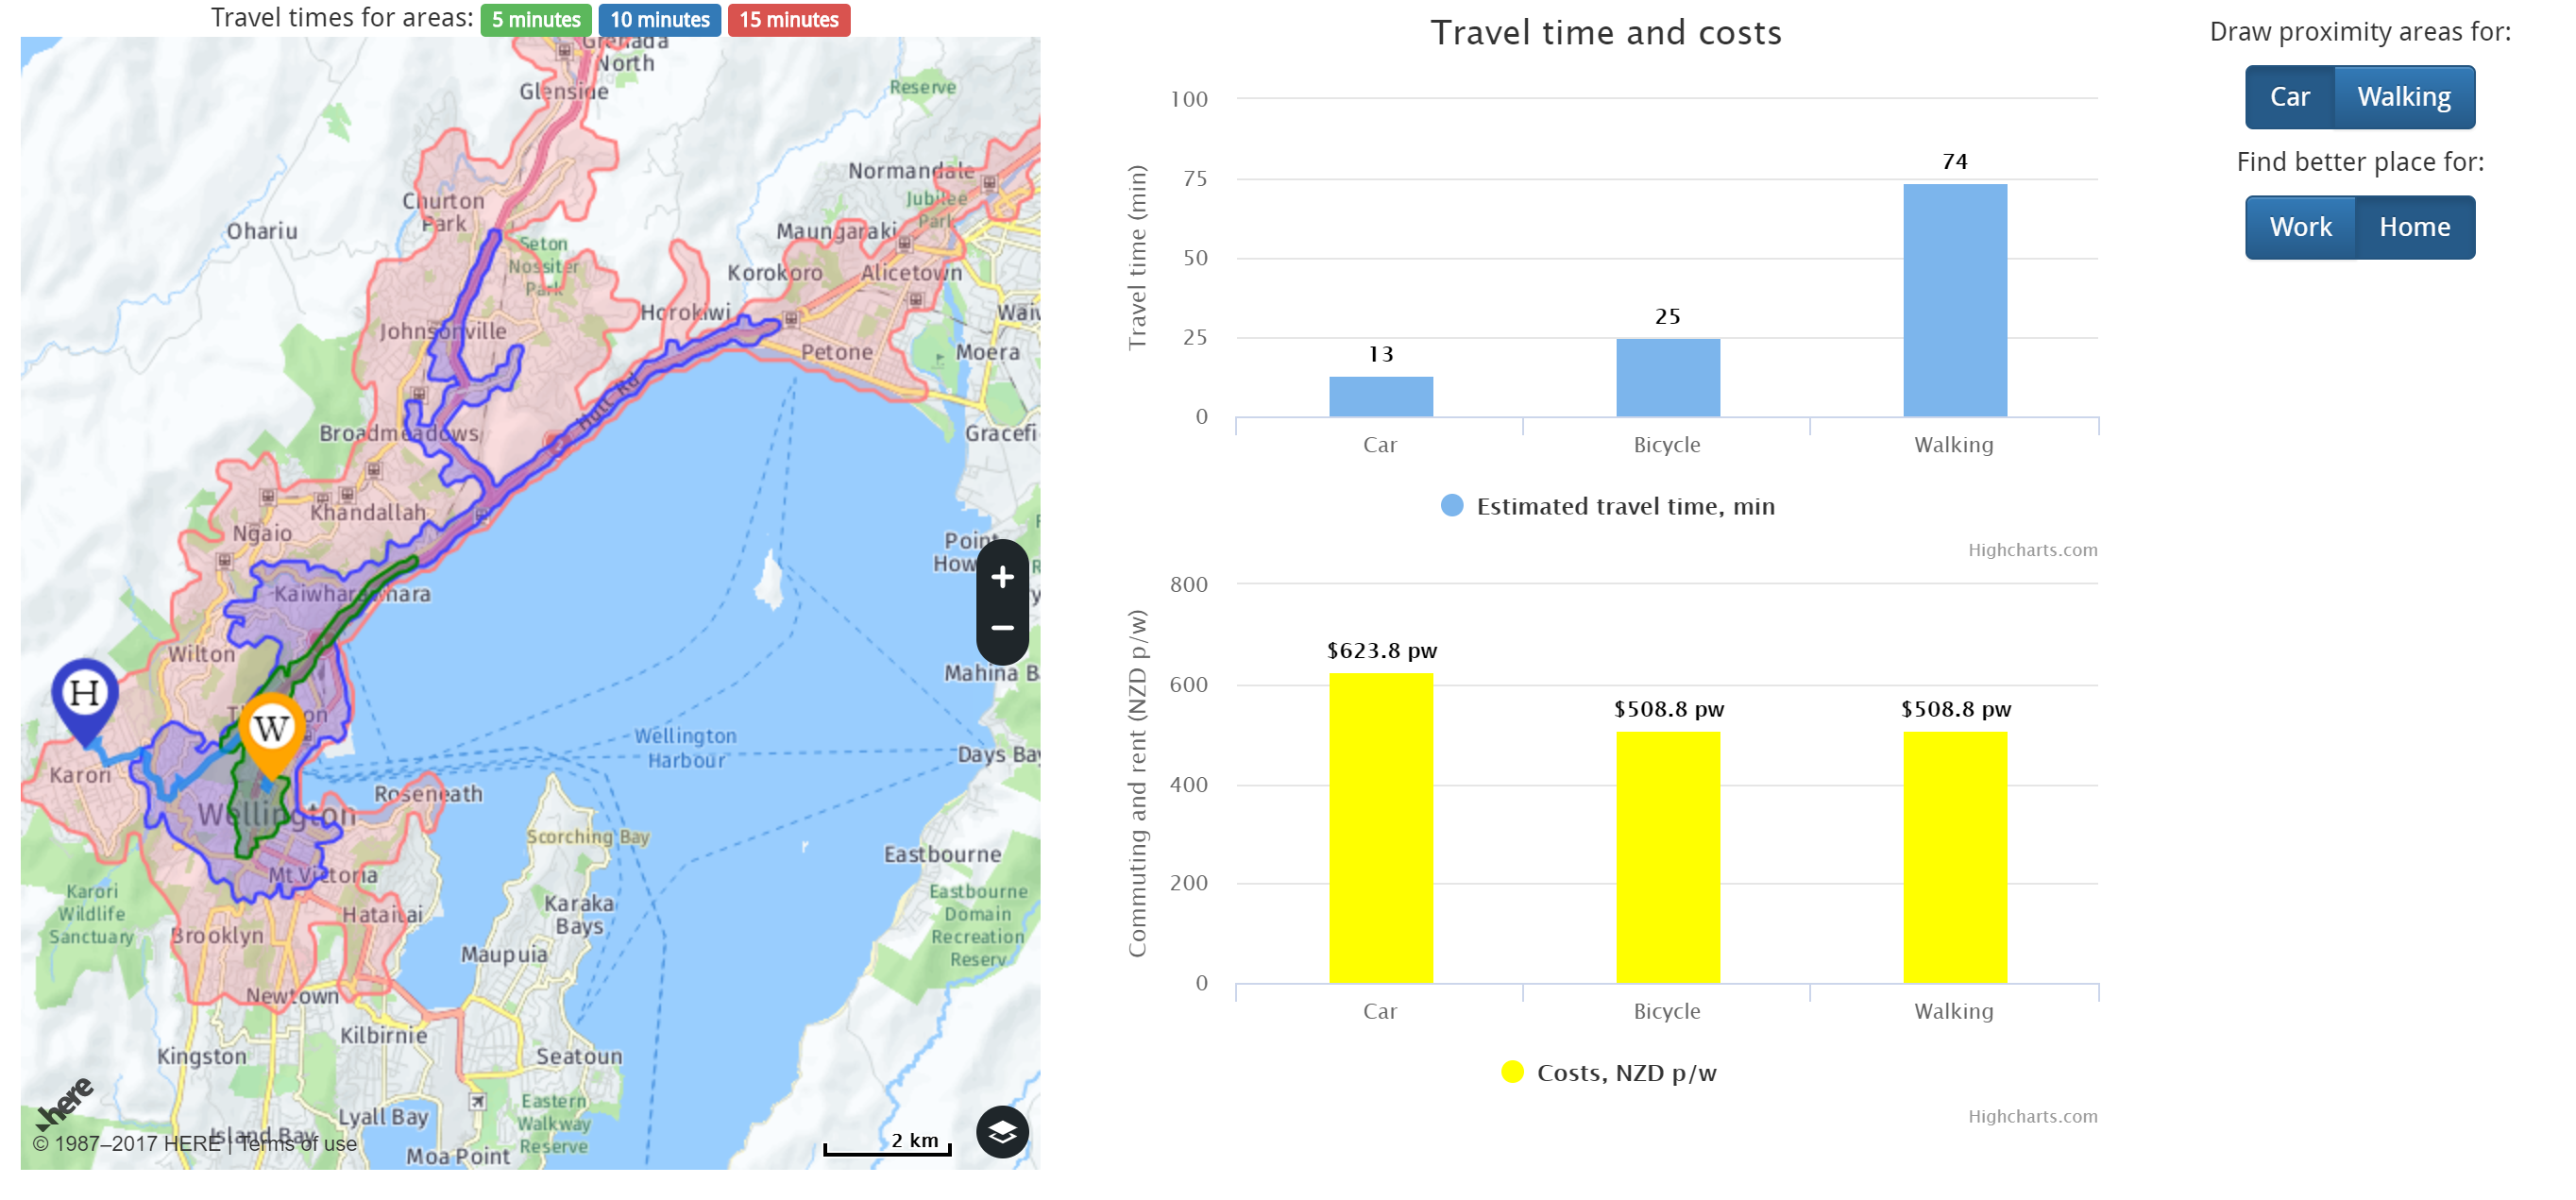 Travel times for areas: 5 minutes 10 minutes 15 minutes
Grenada
North
Glenside
Reserve
Normandale
Jubilee
Park
Churton
Park
Ohariu
Maungaraki
Seton
Nossiter
Park
Korokoro
Alicetown
Horokiwi
Johnsonville
Petone
Moera
Hutt Rd
Broadmeadows
Khandallah
Ngaio
Point
Kaiwharawhara
Wilton
H
W
Mahina B
Wellington
Harbour
Days Bay
Karori
Roseneath
Wellington
Scorching Bay
Eastbourne
Mt Victoria
Karori
Wildlife
Sanctuary
Eastbourne
Domain
Recreation
Reserv
Karaka
Bays
Hataitai
Brooklyn
Maupuia
Newtown
Kilbirnie
Kingston
Seatoun
here
Eastern
Walkway
Reserve
Lyall Bay
Island Bay
© 1987–2017 HERE | Terms of use
Moa Point
2 km
+
−
Travel time and costs
Travel time (min)
100
75
50
25
0
13
25
74
Car Bicycle Walking
Estimated travel time, min
Highcharts.com
Commuting and rent (NZD p/w)
800
600
400
200
0
$623.8 pw
$508.8 pw
$508.8 pw
Car Bicycle Walking
Costs, NZD p/w
Highcharts.com
Draw proximity areas for:
Car Walking
Find better place for:
Work Home